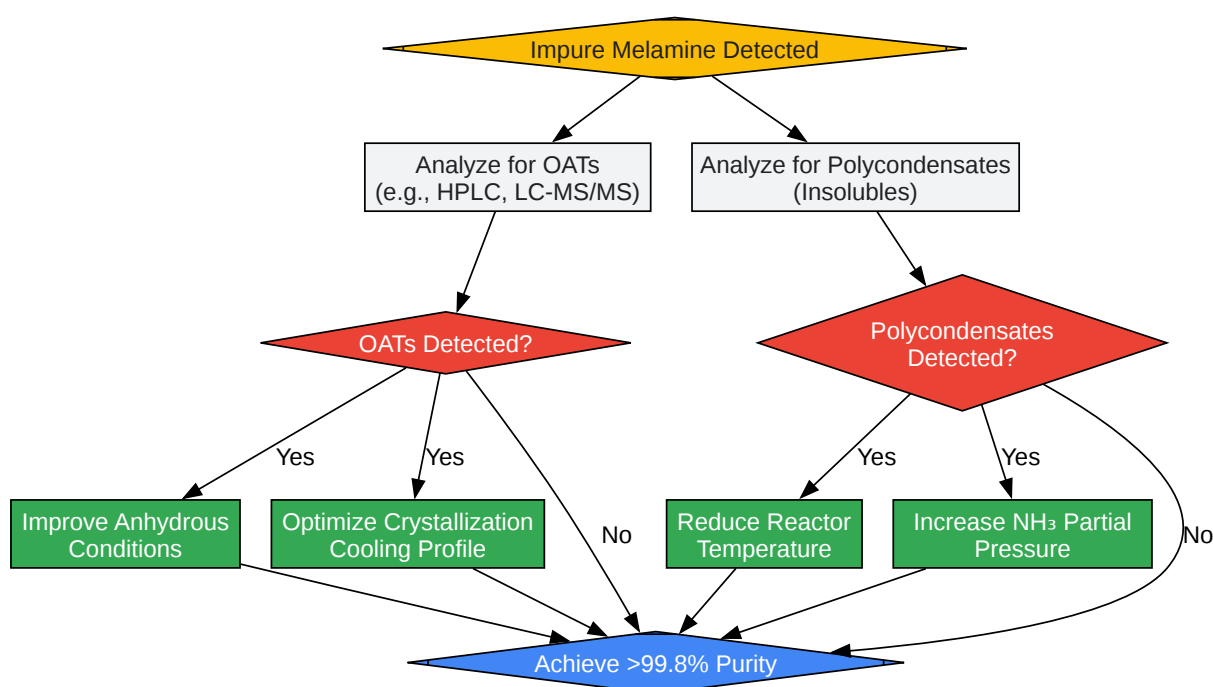 Impure Melamine Detected
Analyze for OATs
(e.g., HPLC, LC-MS/MS)
Analyze for Polycondensates
(Insolubles)
OATs Detected?
Polycondensates
Detected?
Yes
Yes
Yes
Yes
Improve Anhydrous
Conditions
Optimize Crystallization
Cooling Profile
No
Reduce Reactor
Temperature
Increase NH₃ Partial
Pressure
No
Achieve >99.8% Purity